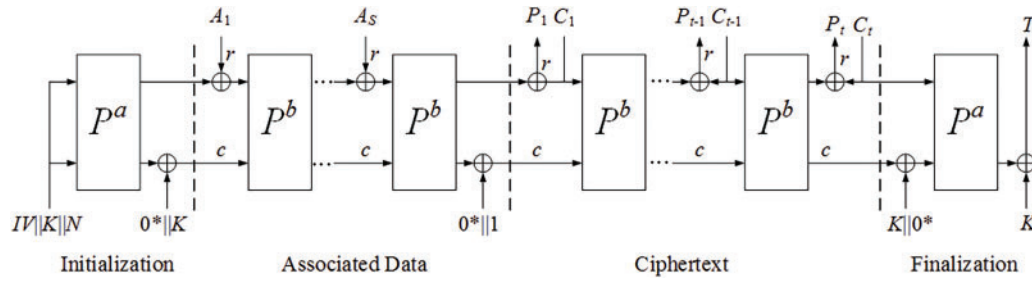 A₁ Aₛ P₁ C₁ Pₜ₋₁ Cₜ₋₁ Pₜ Cₜ T
r r r r r
Pᵃ Pᵇ ... ... Pᵇ Pᵇ ... ... Pᵇ Pᵃ
c c c c
IV||K||N 0*||K 0*||1 K||0* K
Initialization Associated Data Ciphertext Finalization